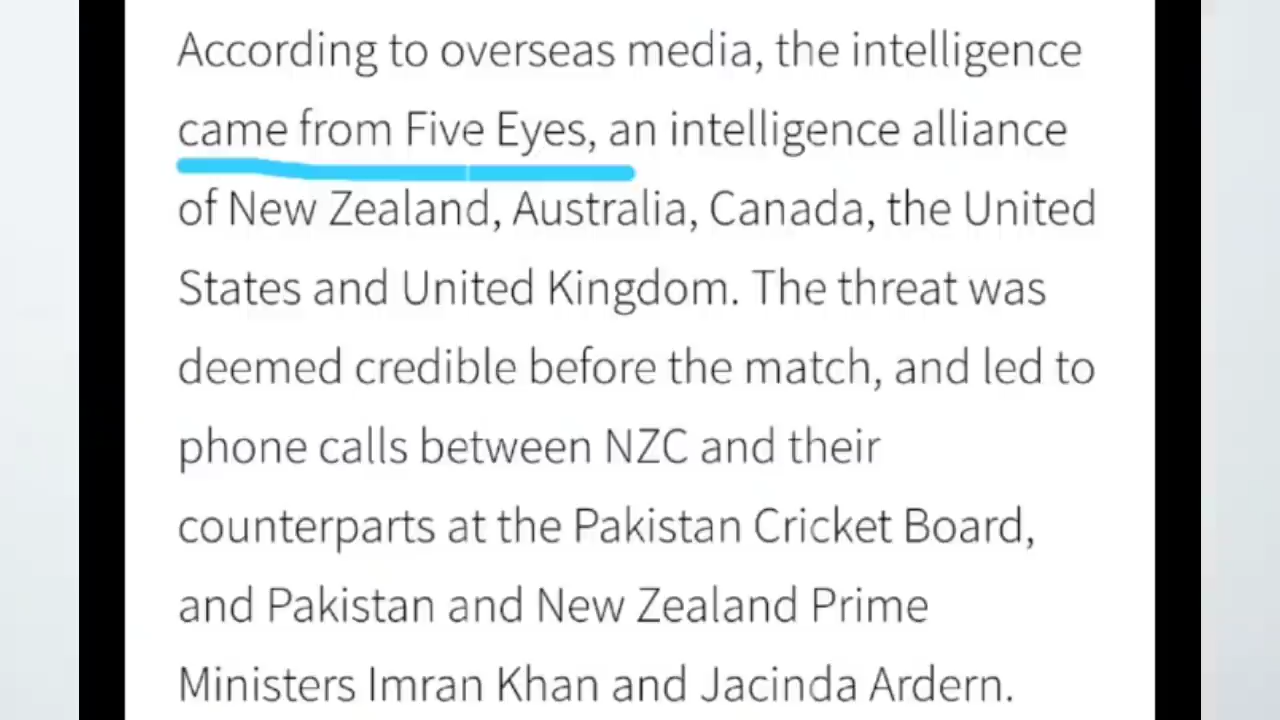 According to overseas media, the intelligence
came from Five Eyes, an intelligence alliance
of New Zealand, Australia, Canada, the United
States and United Kingdom. The threat was
deemed credible before the match, and led to
phone calls between NZC and their
counterparts at the Pakistan Cricket Board,
and Pakistan and New Zealand Prime
Ministers Imran Khan and Jacinda Ardern.